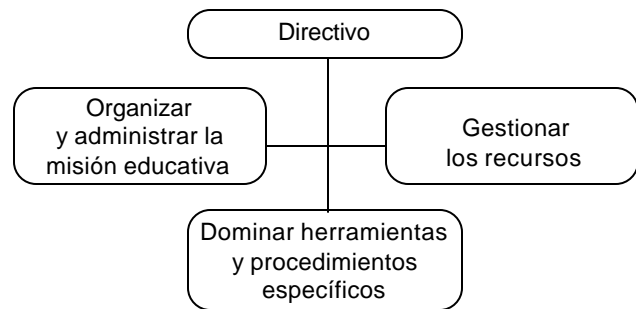 Directivo
Organizar
y administrar la
misión educativa
Gestionar
los recursos
Dominar herramientas
y procedimientos
específicos